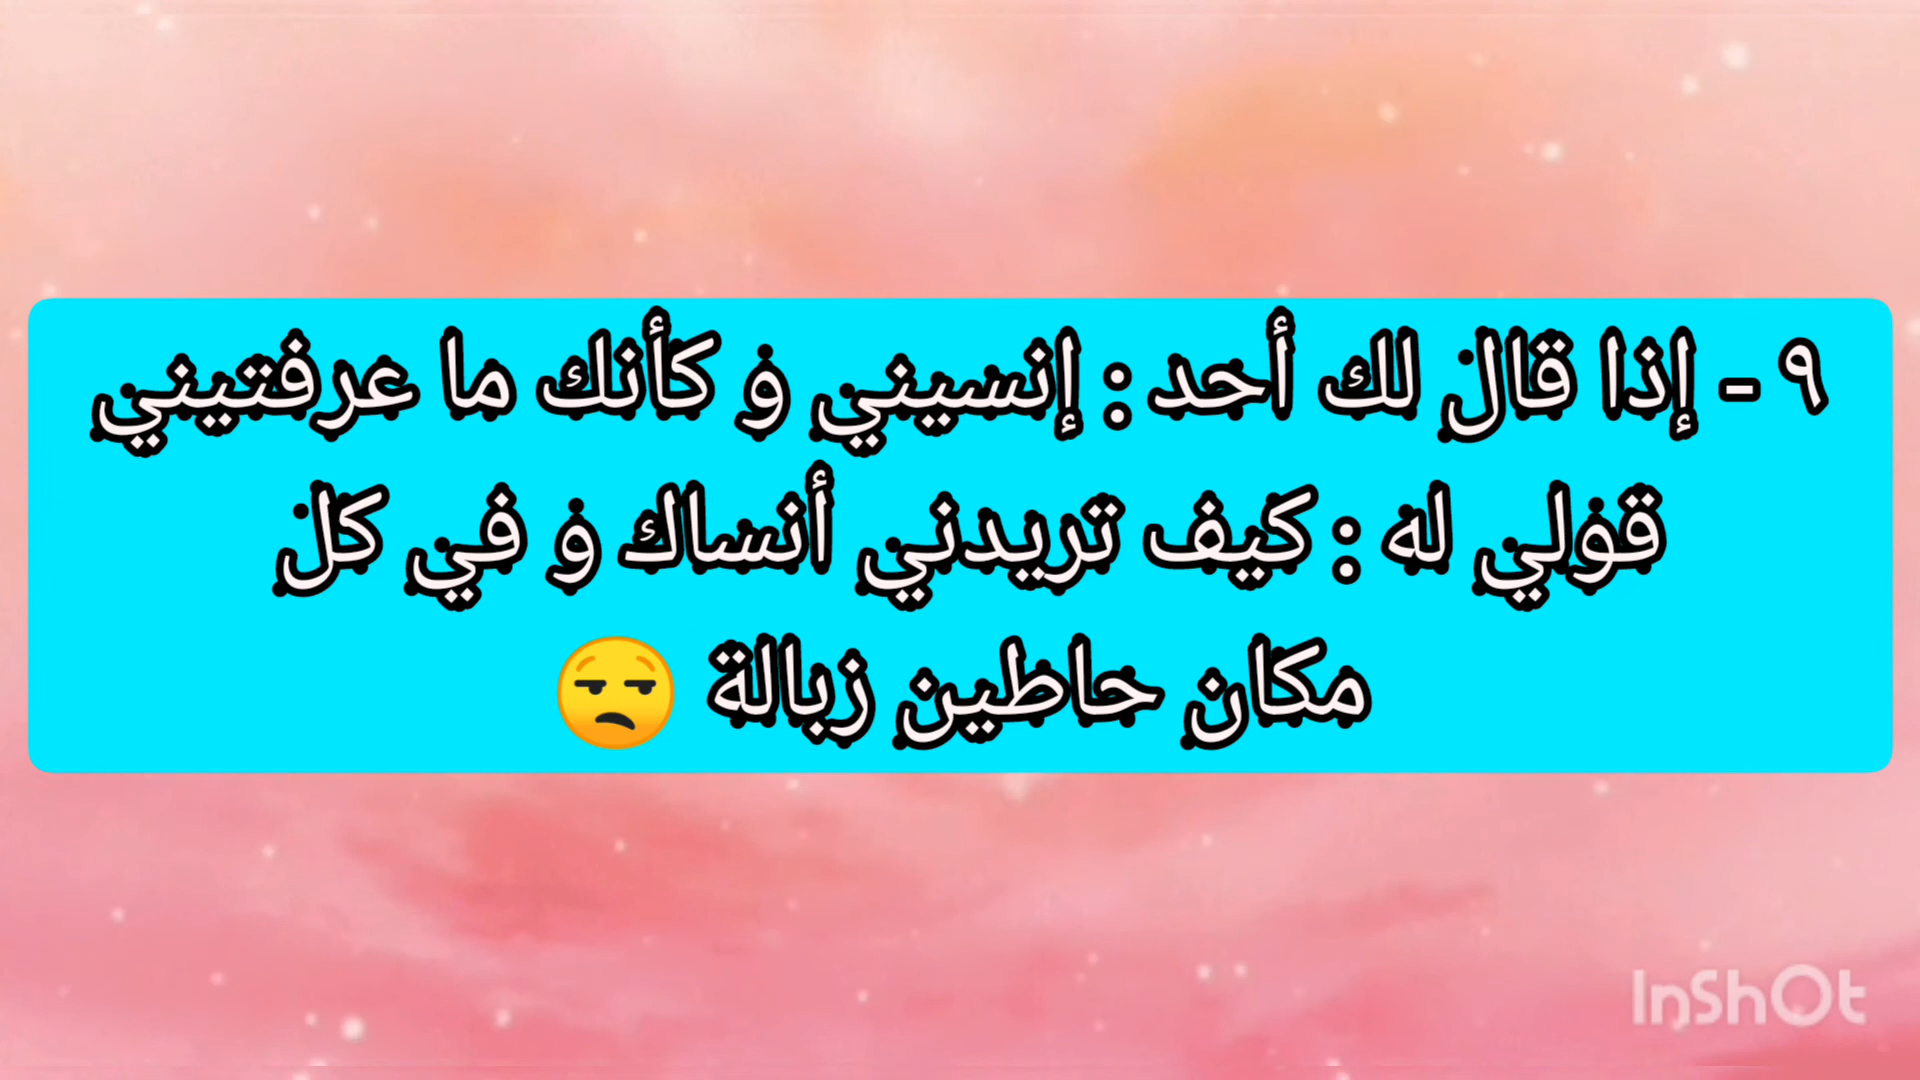 ٩ - إذا قال لك أحد : إنسيني و كأنك ما عرفتيني
قولي له : كيف تريدني أنساك و في كل
مكان حاطين زبالة 😒
InShOt